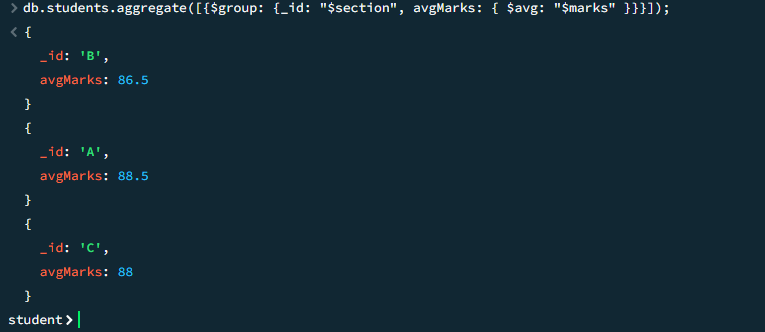 > db.students.aggregate([{$group: {_id: "$section", avgMarks: { $avg: "$marks" }}}]);
< {
_id: 'B',
avgMarks: 86.5
}
{
_id: 'A',
avgMarks: 88.5
}
{
_id: 'C',
avgMarks: 88
}
student>